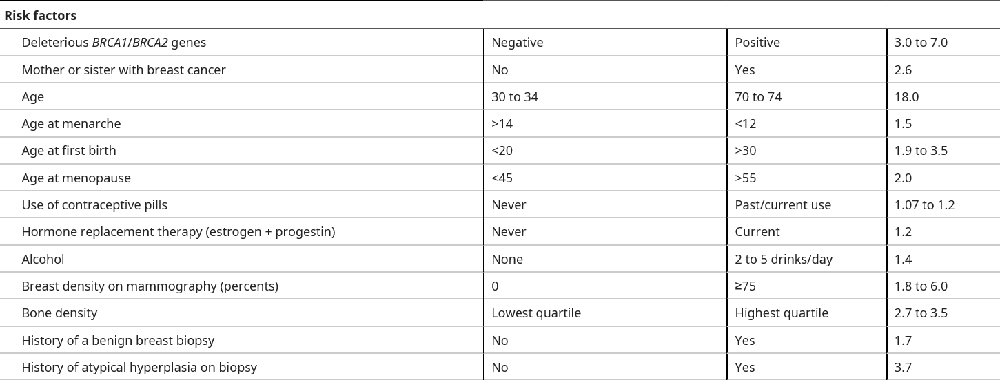 Risk factors
Deleterious BRCA1/BRCA2 genes Negative Positive 3.0 to 7.0
Mother or sister with breast cancer No Yes 2.6
Age 30 to 34 70 to 74 18.0
Age at menarche >14 <12 1.5
Age at first birth <20 >30 1.9 to 3.5
Age at menopause <45 >55 2.0
Use of contraceptive pills Never Past/current use 1.07 to 1.2
Hormone replacement therapy (estrogen + progestin) Never Current 1.2
Alcohol None 2 to 5 drinks/day 1.4
Breast density on mammography (percents) 0 ≥75 1.8 to 6.0
Bone density Lowest quartile Highest quartile 2.7 to 3.5
History of a benign breast biopsy No Yes 1.7
History of atypical hyperplasia on biopsy No Yes 3.7